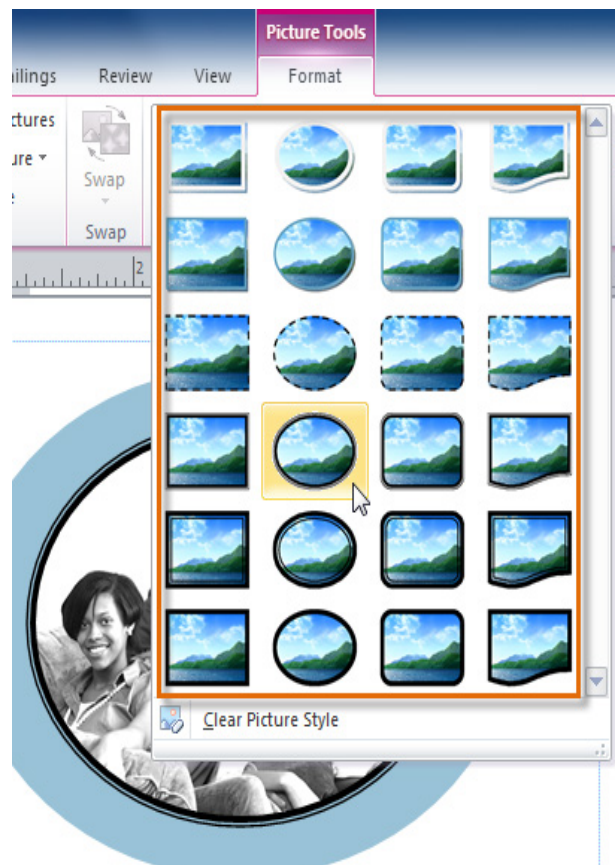 Picture Tools
ilings Review View Format
ctures
ure
Swap
Swap
2
Clear Picture Style